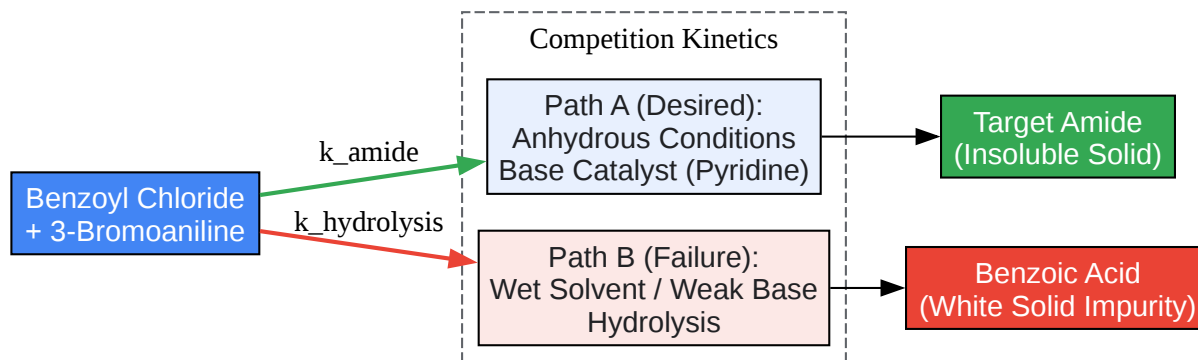 Competition Kinetics
Benzoyl Chloride
+ 3-Bromoaniline
k_amide
k_hydrolysis
Path A (Desired):
Anhydrous Conditions
Base Catalyst (Pyridine)
Target Amide
(Insoluble Solid)
Path B (Failure):
Wet Solvent / Weak Base
Hydrolysis
Benzoic Acid
(White Solid Impurity)